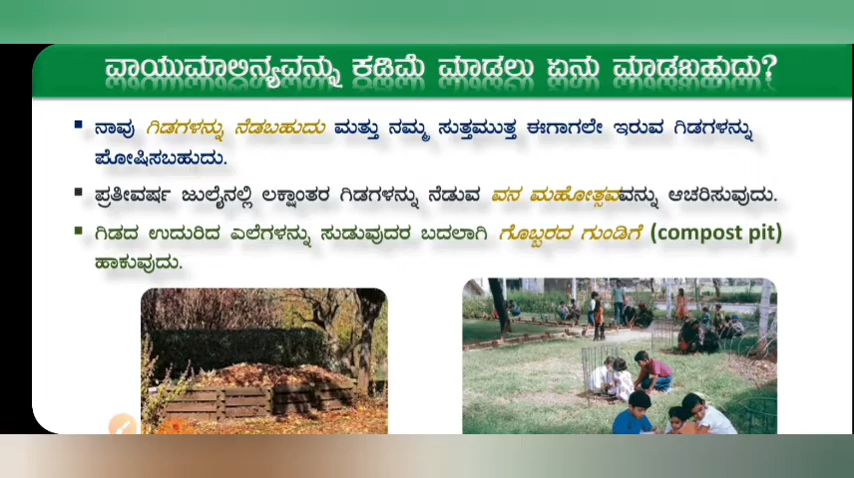 ವಾಯುಮಾಲಿನ್ಯವನ್ನು ಕಡಿಮೆ ಮಾಡಲು ಏನು ಮಾಡಬಹುದು?
ನಾವು ಗಿಡಗಳನ್ನು ನೆಡಬಹುದು ಮತ್ತು ನಮ್ಮ ಸುತ್ತಮುತ್ತ ಈಗಾಗಲೇ ಇರುವ ಗಿಡಗಳನ್ನು
ಪೋಷಿಸಬಹುದು.
ಪ್ರತೀವರ್ಷ ಜುಲೈನಲ್ಲಿ ಲಕ್ಷಾಂತರ ಗಿಡಗಳನ್ನು ನೆಡುವ ವನ ಮಹೋತ್ಸವವನ್ನು ಆಚರಿಸುವುದು.
ಗಿಡದ ಉದುರಿದ ಎಲೆಗಳನ್ನು ಸುಡುವುದರ ಬದಲಾಗಿ ಗೊಬ್ಬರದ ಗುಂಡಿಗೆ (compost pit)
ಹಾಕುವುದು.